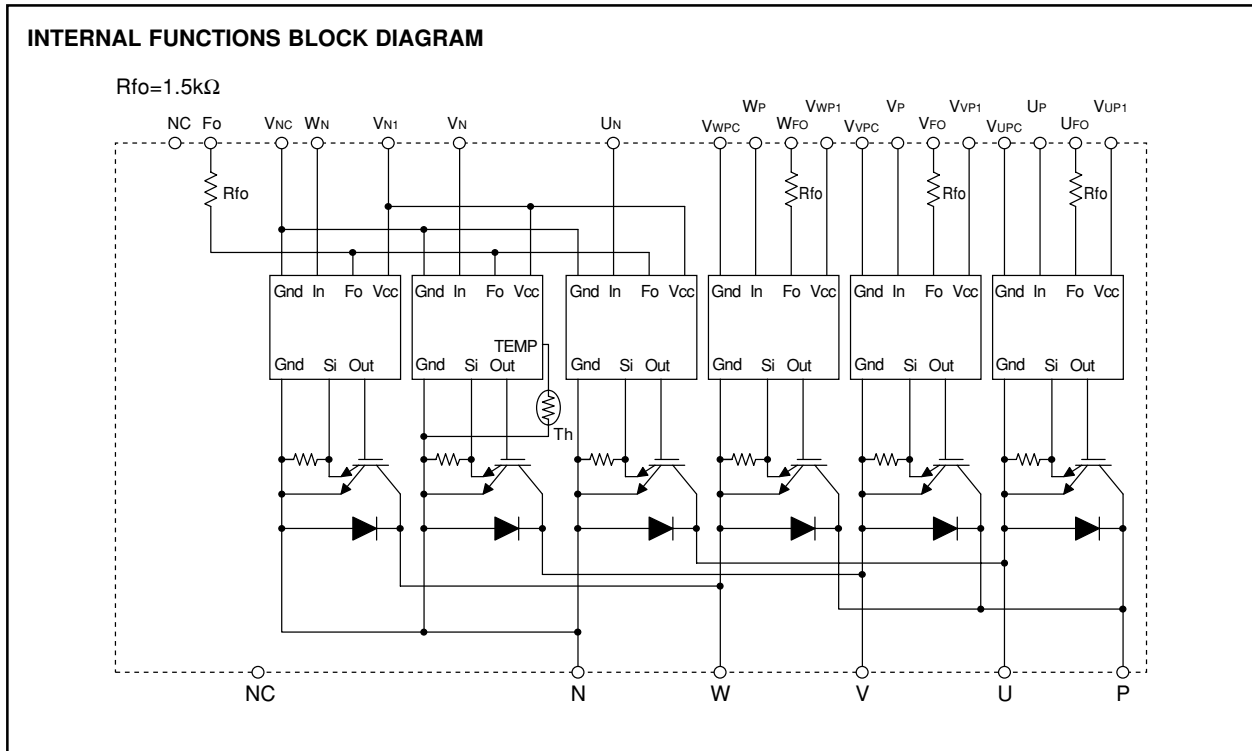 INTERNAL FUNCTIONS BLOCK DIAGRAM
Rfo=1.5kΩ
NC Fo VNC WN VN1 VN UN VWPC WP WFO VWP1 VVPC VP VFO VVP1 VUPC UP UFO VUP1
Rfo Rfo Rfo Rfo
Gnd In Fo Vcc Gnd In Fo Vcc Gnd In Fo Vcc Gnd In Fo Vcc Gnd In Fo Vcc Gnd In Fo Vcc
TEMP
Gnd Si Out Gnd Si Out Gnd Si Out Gnd Si Out Gnd Si Out Gnd Si Out
Th
NC N W V U P